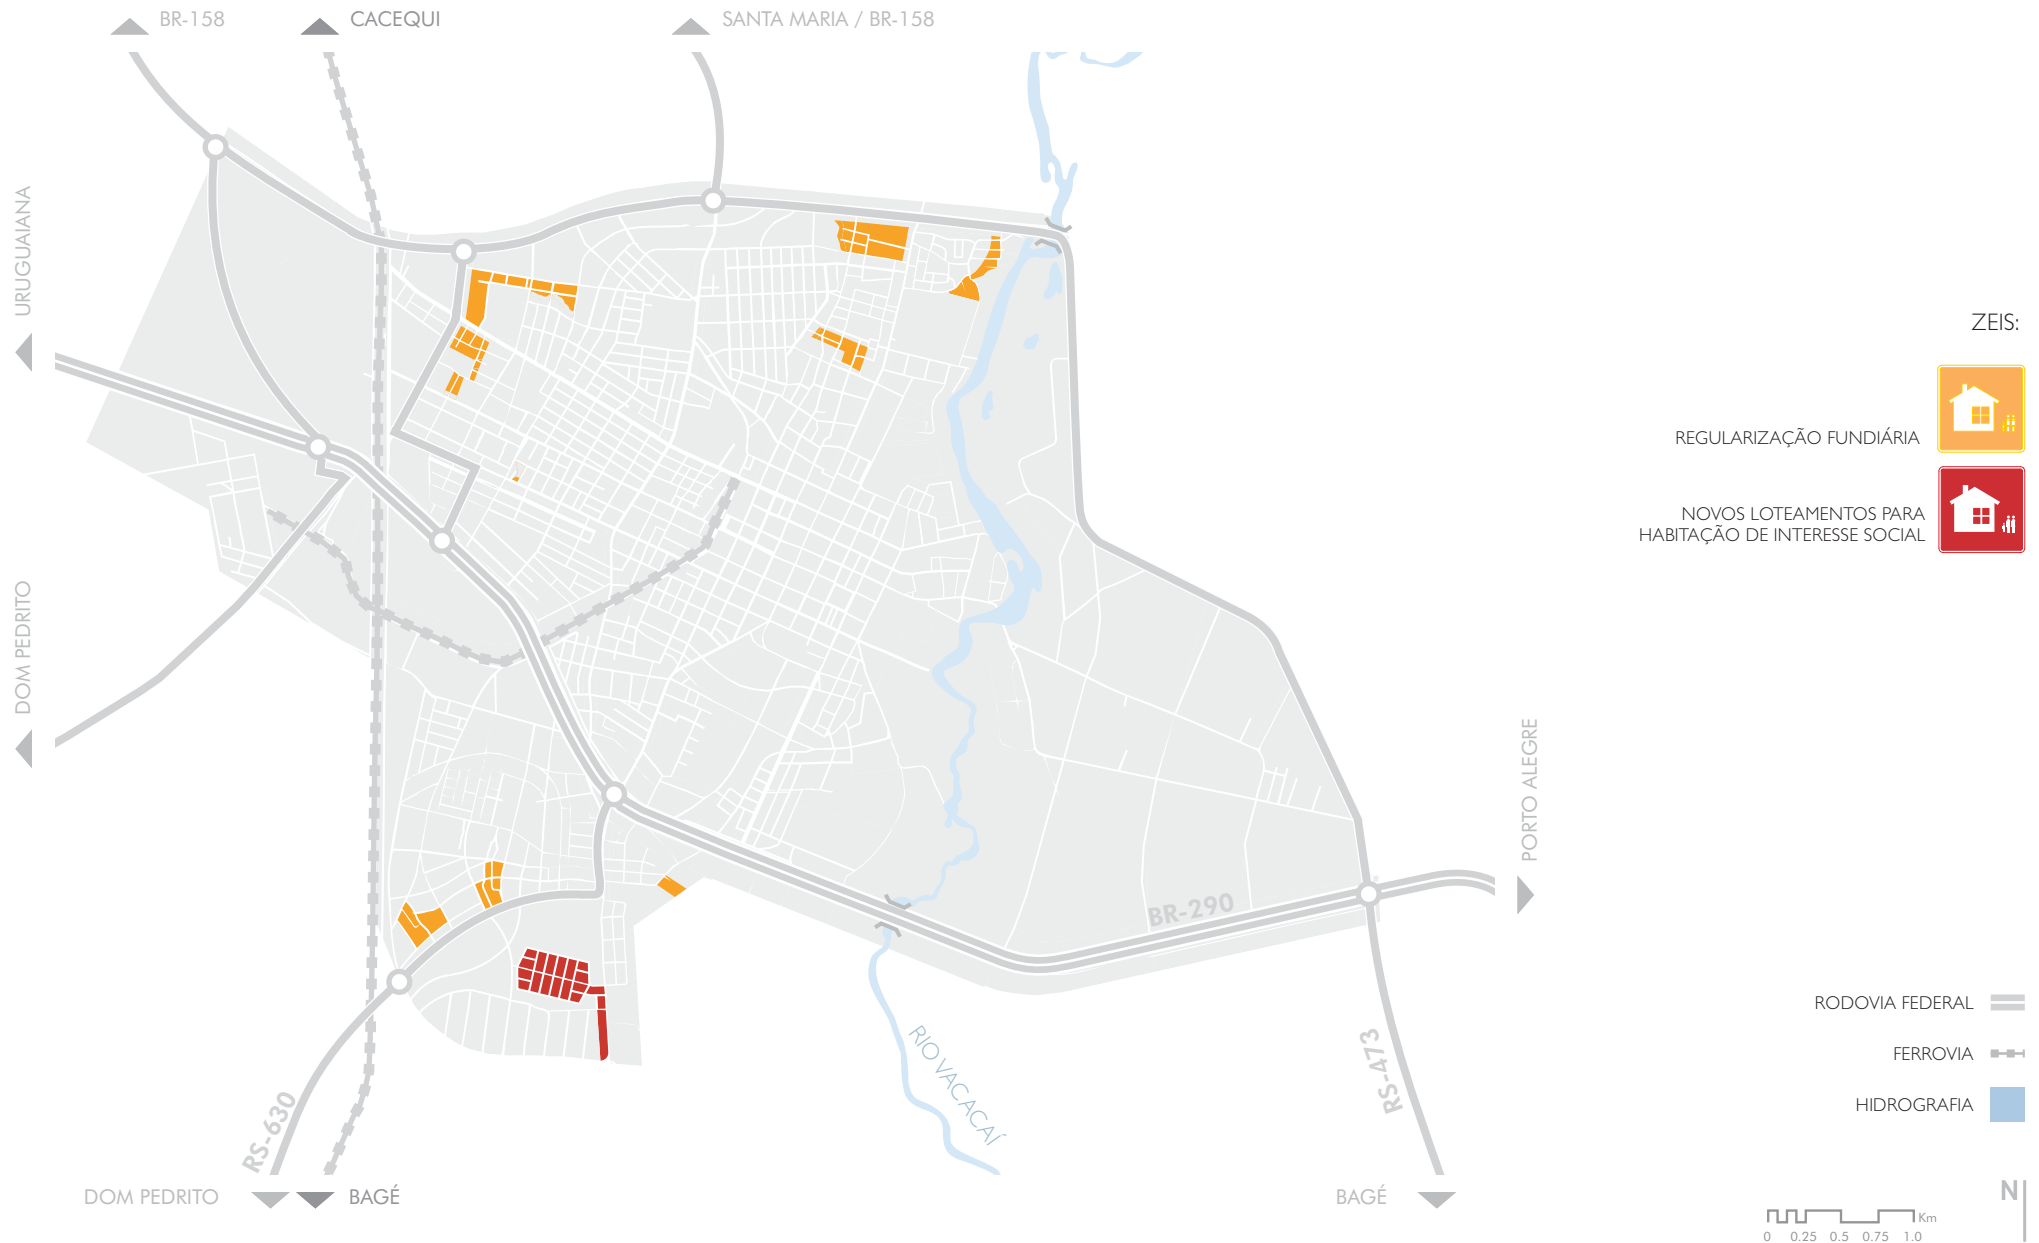 BR-158
CACEQUI
SANTA MARIA / BR-158
URUGUAIANA
DOM PEDRITO
ZEIS:
REGULARIZAÇÃO FUNDIÁRIA
NOVOS LOTEAMENTOS PARA
HABITAÇÃO DE INTERESSE SOCIAL
PORTO ALEGRE
BR-290
RIO VACACAÍ
RS-473
RS-630
RODOVIA FEDERAL
FERROVIA
HIDROGRAFIA
DOM PEDRITO
BAGÉ
BAGÉ
N
Km
0 0.25 0.5 0.75 1.0